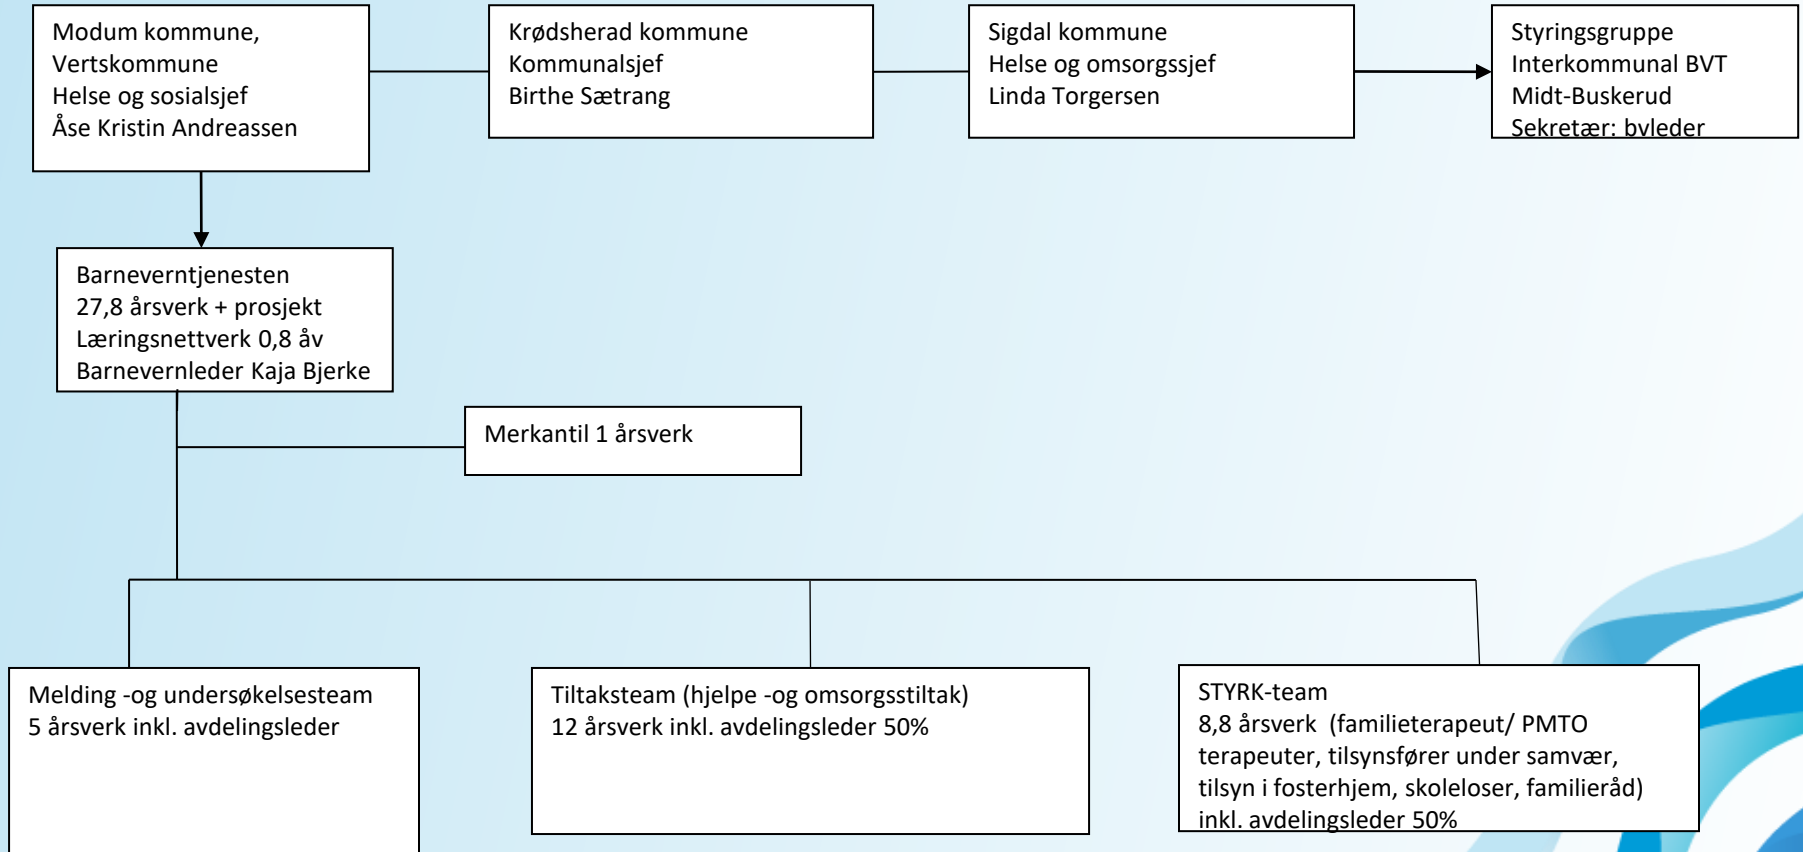 Modum kommune,
Vertskommune
Helse og sosialsjef
Åse Kristin Andreassen
Krødsherad kommune
Kommunalsjef
Birthe Sætrang
Sigdal kommune
Helse og omsorgssjef
Linda Torgersen
Styringsgruppe
Interkommunal BVT
Midt-Buskerud
Sekretær: bvleder
Barneverntjenesten
27,8 årsverk + prosjekt
Læringsnettverk 0,8 åv
Barnevernleder Kaja Bjerke
Merkantil 1 årsverk
Melding -og undersøkelsesteam
5 årsverk inkl. avdelingsleder
Tiltaksteam (hjelpe -og omsorgsstiltak)
12 årsverk inkl. avdelingsleder 50%
STYRK-team
8,8 årsverk  (familieterapeut/ PMTO
terapeuter, tilsynsfører under samvær,
tilsyn i fosterhjem, skoleloser, familieråd)
inkl. avdelingsleder 50%